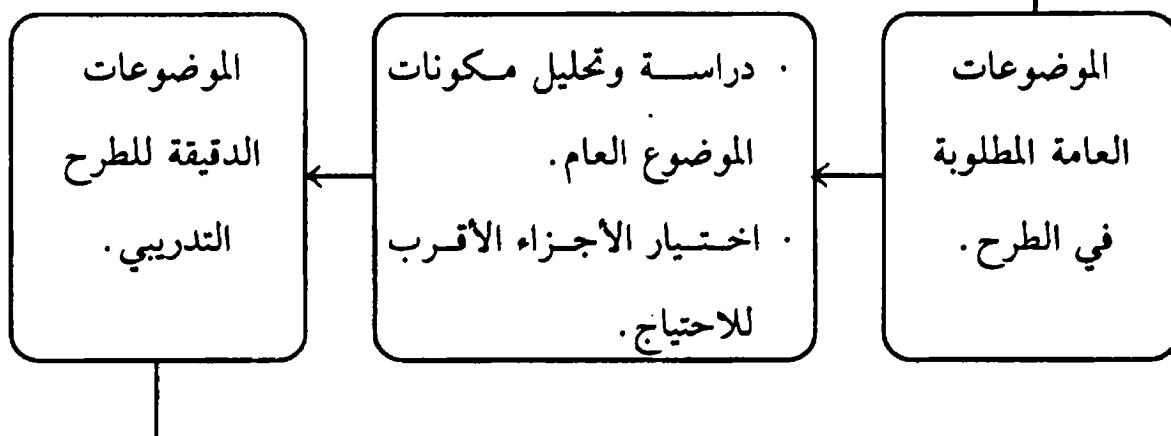 الموضوعات
العامة المطلوبة
في الطرح.
· دراسة وتحليل مكونات
الموضوع العام.
· اختيار الأجزاء الأقرب
للاحتياج.
الموضوعات
الدقيقة للطرح
التدريبي.